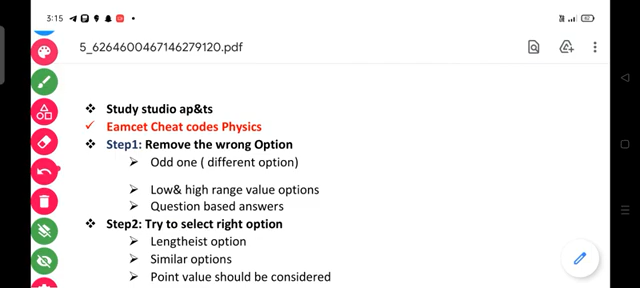 3:15
5_6264600467146279120.pdf
❖ Study studio ap&ts
✓ Eamcet Cheat codes Physics
❖ Step1: Remove the wrong Option
➢ Odd one ( different option)
➢ Low& high range value options
➢ Question based answers
❖ Step2: Try to select right option
➢ Lengtheist option
➢ Similar options
➢ Point value should be considered